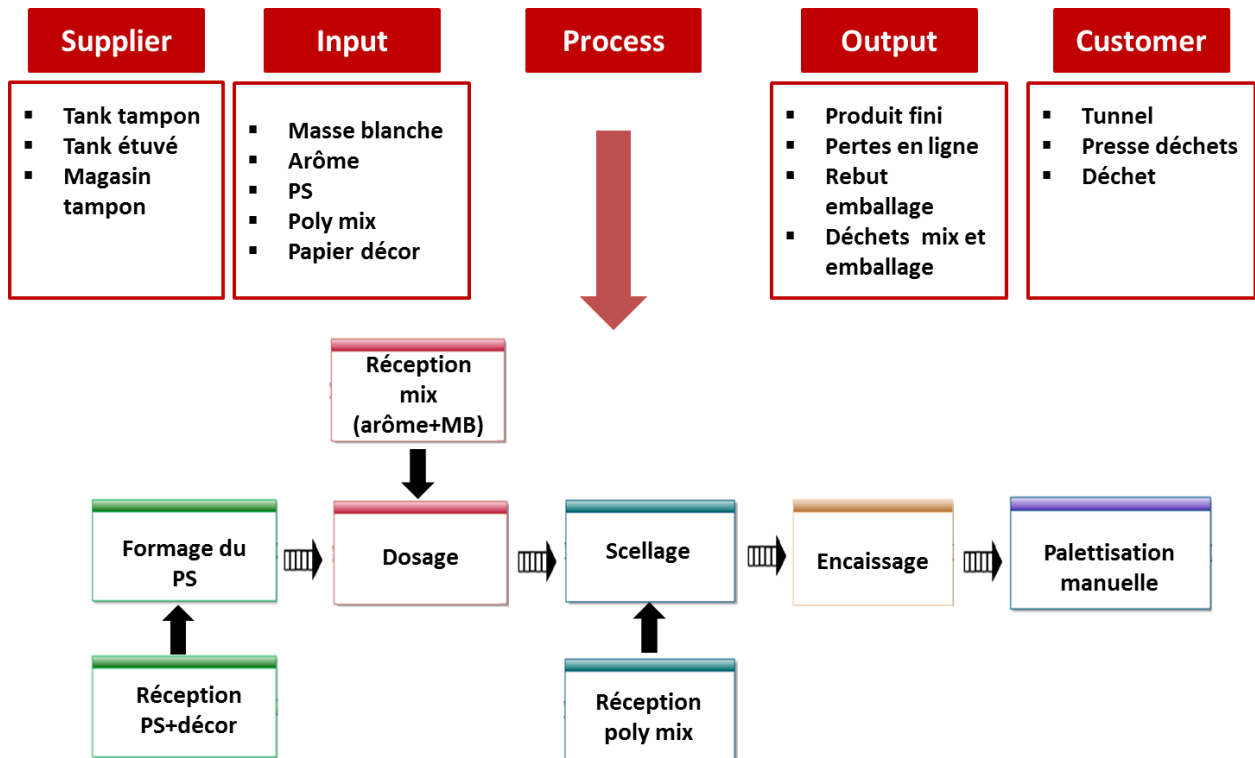 Supplier
Input
Process
Output
Customer
Tank tampon
Tank étuvé
Magasin
tampon
Masse blanche
Arôme
PS
Poly mix
Papier décor
Produit fini
Pertes en ligne
Rebut
emballage
Déchets mix et
emballage
Tunnel
Presse déchets
Déchet
Réception
mix
(arôme+MB)
Formage du
PS
Dosage
Scellage
Encaissage
Palettisation
manuelle
Réception
PS+décor
Réception
poly mix